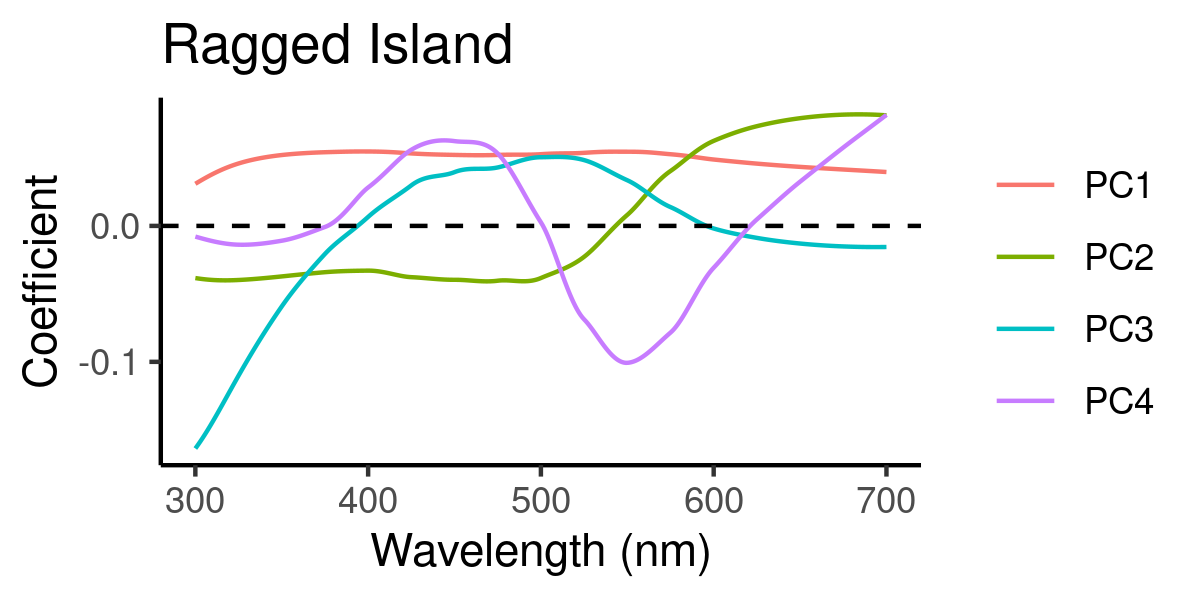 Ragged Island
Coefficient
0.0
-0.1
300 400 500 600 700
Wavelength (nm)
PC1
PC2
PC3
PC4